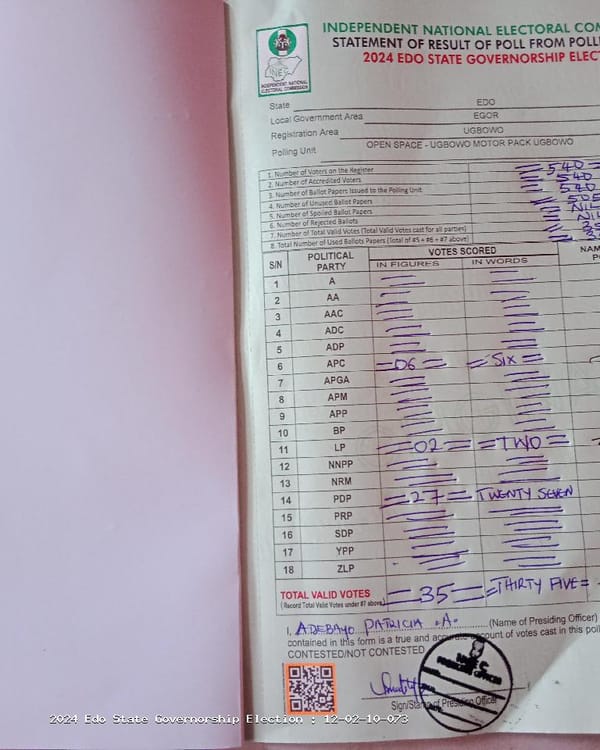 INDEPENDENT NATIONAL ELECTORAL COM
STATEMENT OF RESULT OF POLL FROM POLL
2024 EDO STATE GOVERNORSHIP ELECT
INEC
INDEPENDENT NATIONAL ELECTORAL COMMISSION
State EDO
Local Government Area EGOR
Registration Area UGBOWO
Polling Unit OPEN SPACE - UGBOWO MOTOR PACK UGBOWO
1. Number of Voters on the Register 540
2. Number of Accredited Voters 
3. Number of Ballot Papers Issued to the Polling Unit 540
4. Number of Unused Ballot Papers 505
5. Number of Spoiled Ballot Papers NIL
6. Number of Rejected Ballots NIL
7. Number of Total Valid Votes (Total Valid Votes cast for all parties)
8. Total Number of Used Ballots Papers (Total of #5 + #6 + #7 above)
S/N POLITICAL PARTY VOTES SCORED NAM
IN FIGURES IN WORDS PO
1 A
2 AA
3 AAC
4 ADC
5 ADP
6 APC =06= =SIX=
7 APGA
8 APM
9 APP
10 BP
11 LP =02= =TWO=
12 NNPP
13 NRM
14 PDP =27= TWENTY SEVEN
15 PRP
16 SDP
17 YPP
18 ZLP
TOTAL VALID VOTES =35= =THIRTY FIVE=
(Record Total Valid Votes under #7 above)
I, ADEBAYO PATRICIA .A. (Name of Presiding Officer)
contained in this form is a true and accurate account of votes cast in this poll
CONTESTED/NOT CONTESTED
PRESIDING OFFICER
Sign/Stamp of Presiding Officer
2024 Edo State Governorship Election : 12-02-10-073